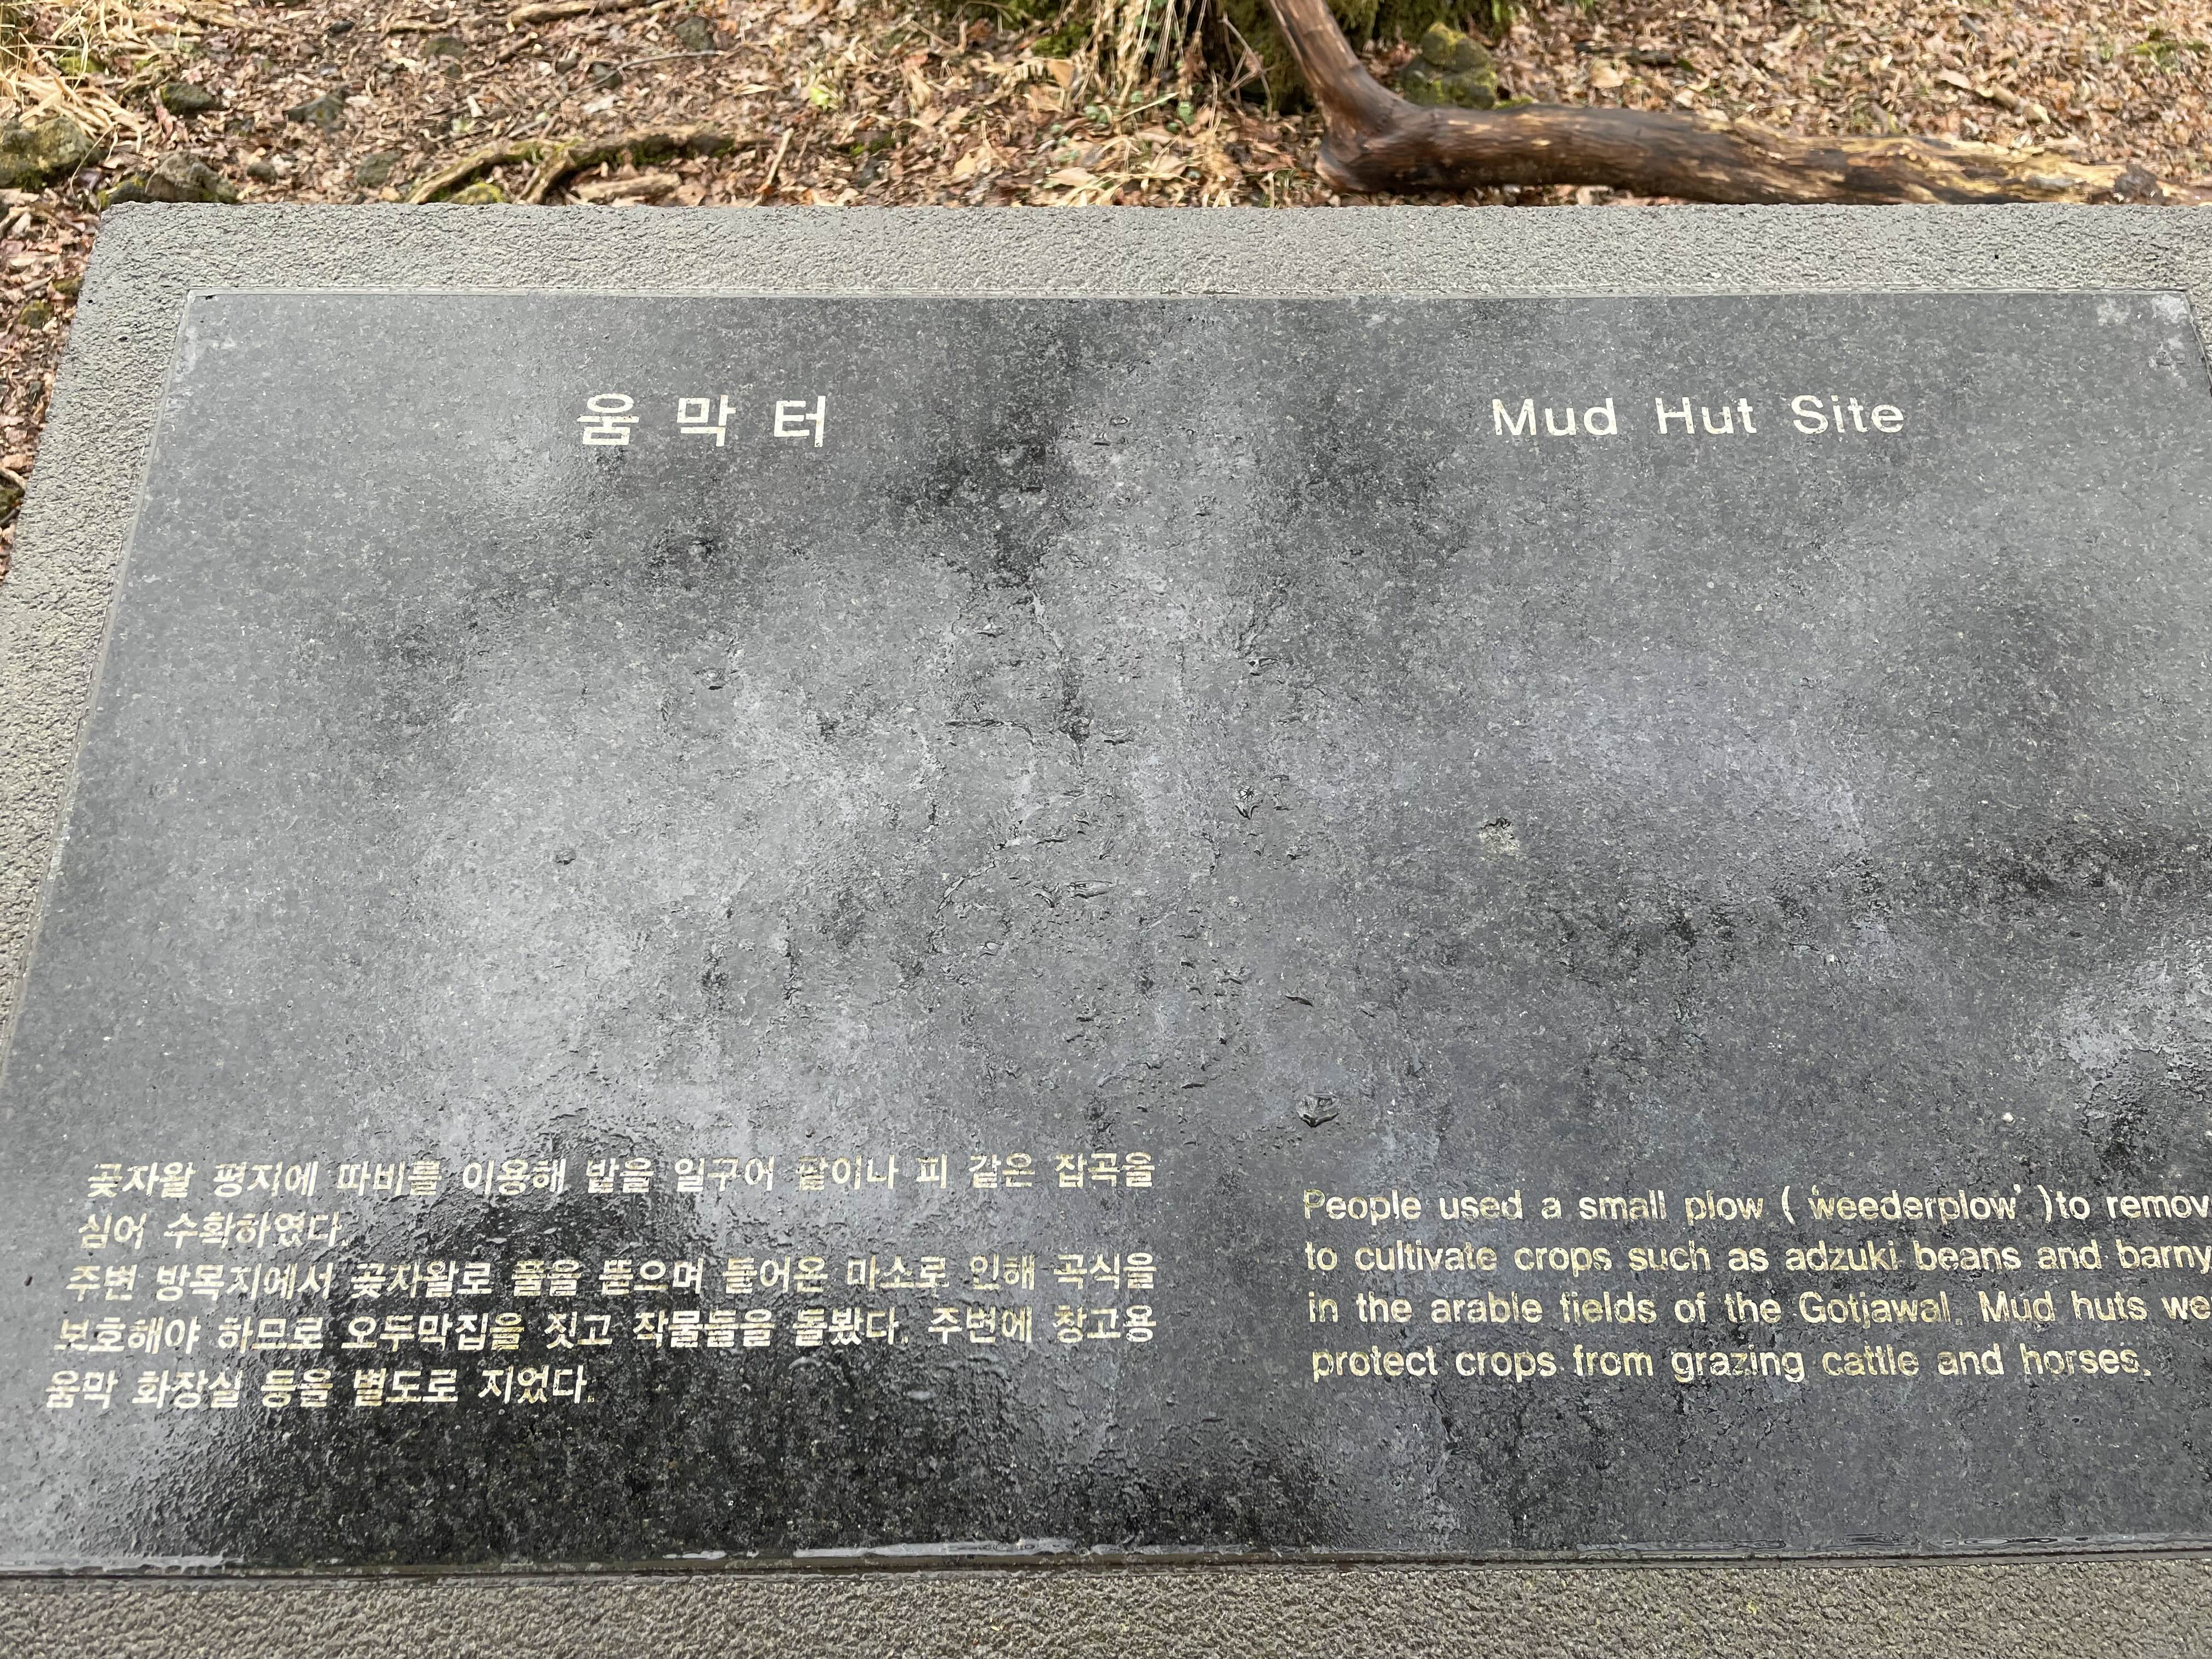 움막터
곶자왈 평지에 따비를 이용해 밭을 일구어 팥이나 피 같은 잡곡을
심어 수확하였다.
주변 방목지에서 곶자왈로 풀을 뜯으며 들어온 마소로 인해 곡식을
보호해야 하므로 오두막집을 짓고 작물들을 돌봤다. 주변에 창고용
움막 화장실 등을 별도로 지었다.
Mud Hut Site
People used a small plow ( 'weederplow' )to remov
to cultivate crops such as adzuki beans and barny
in the arable fields of the Gotjawal. Mud huts we
protect crops from grazing cattle and horses.